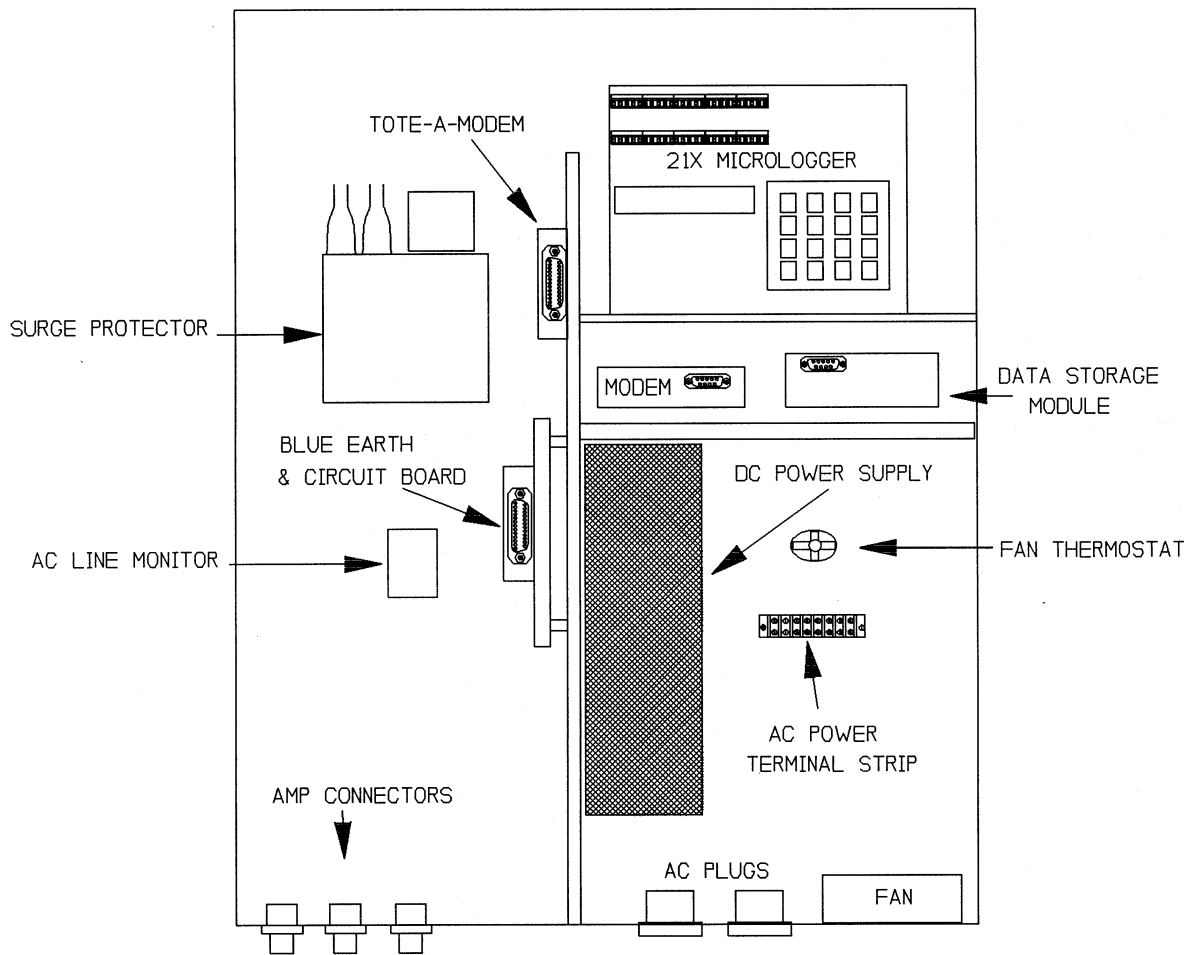 TOTE-A-MODEM
21X MICROLOGGER
SURGE PROTECTOR
MODEM
DATA STORAGE
MODULE
BLUE EARTH
& CIRCUIT BOARD
DC POWER SUPPLY
AC LINE MONITOR
FAN THERMOSTAT
AC POWER
TERMINAL STRIP
AMP CONNECTORS
AC PLUGS
FAN